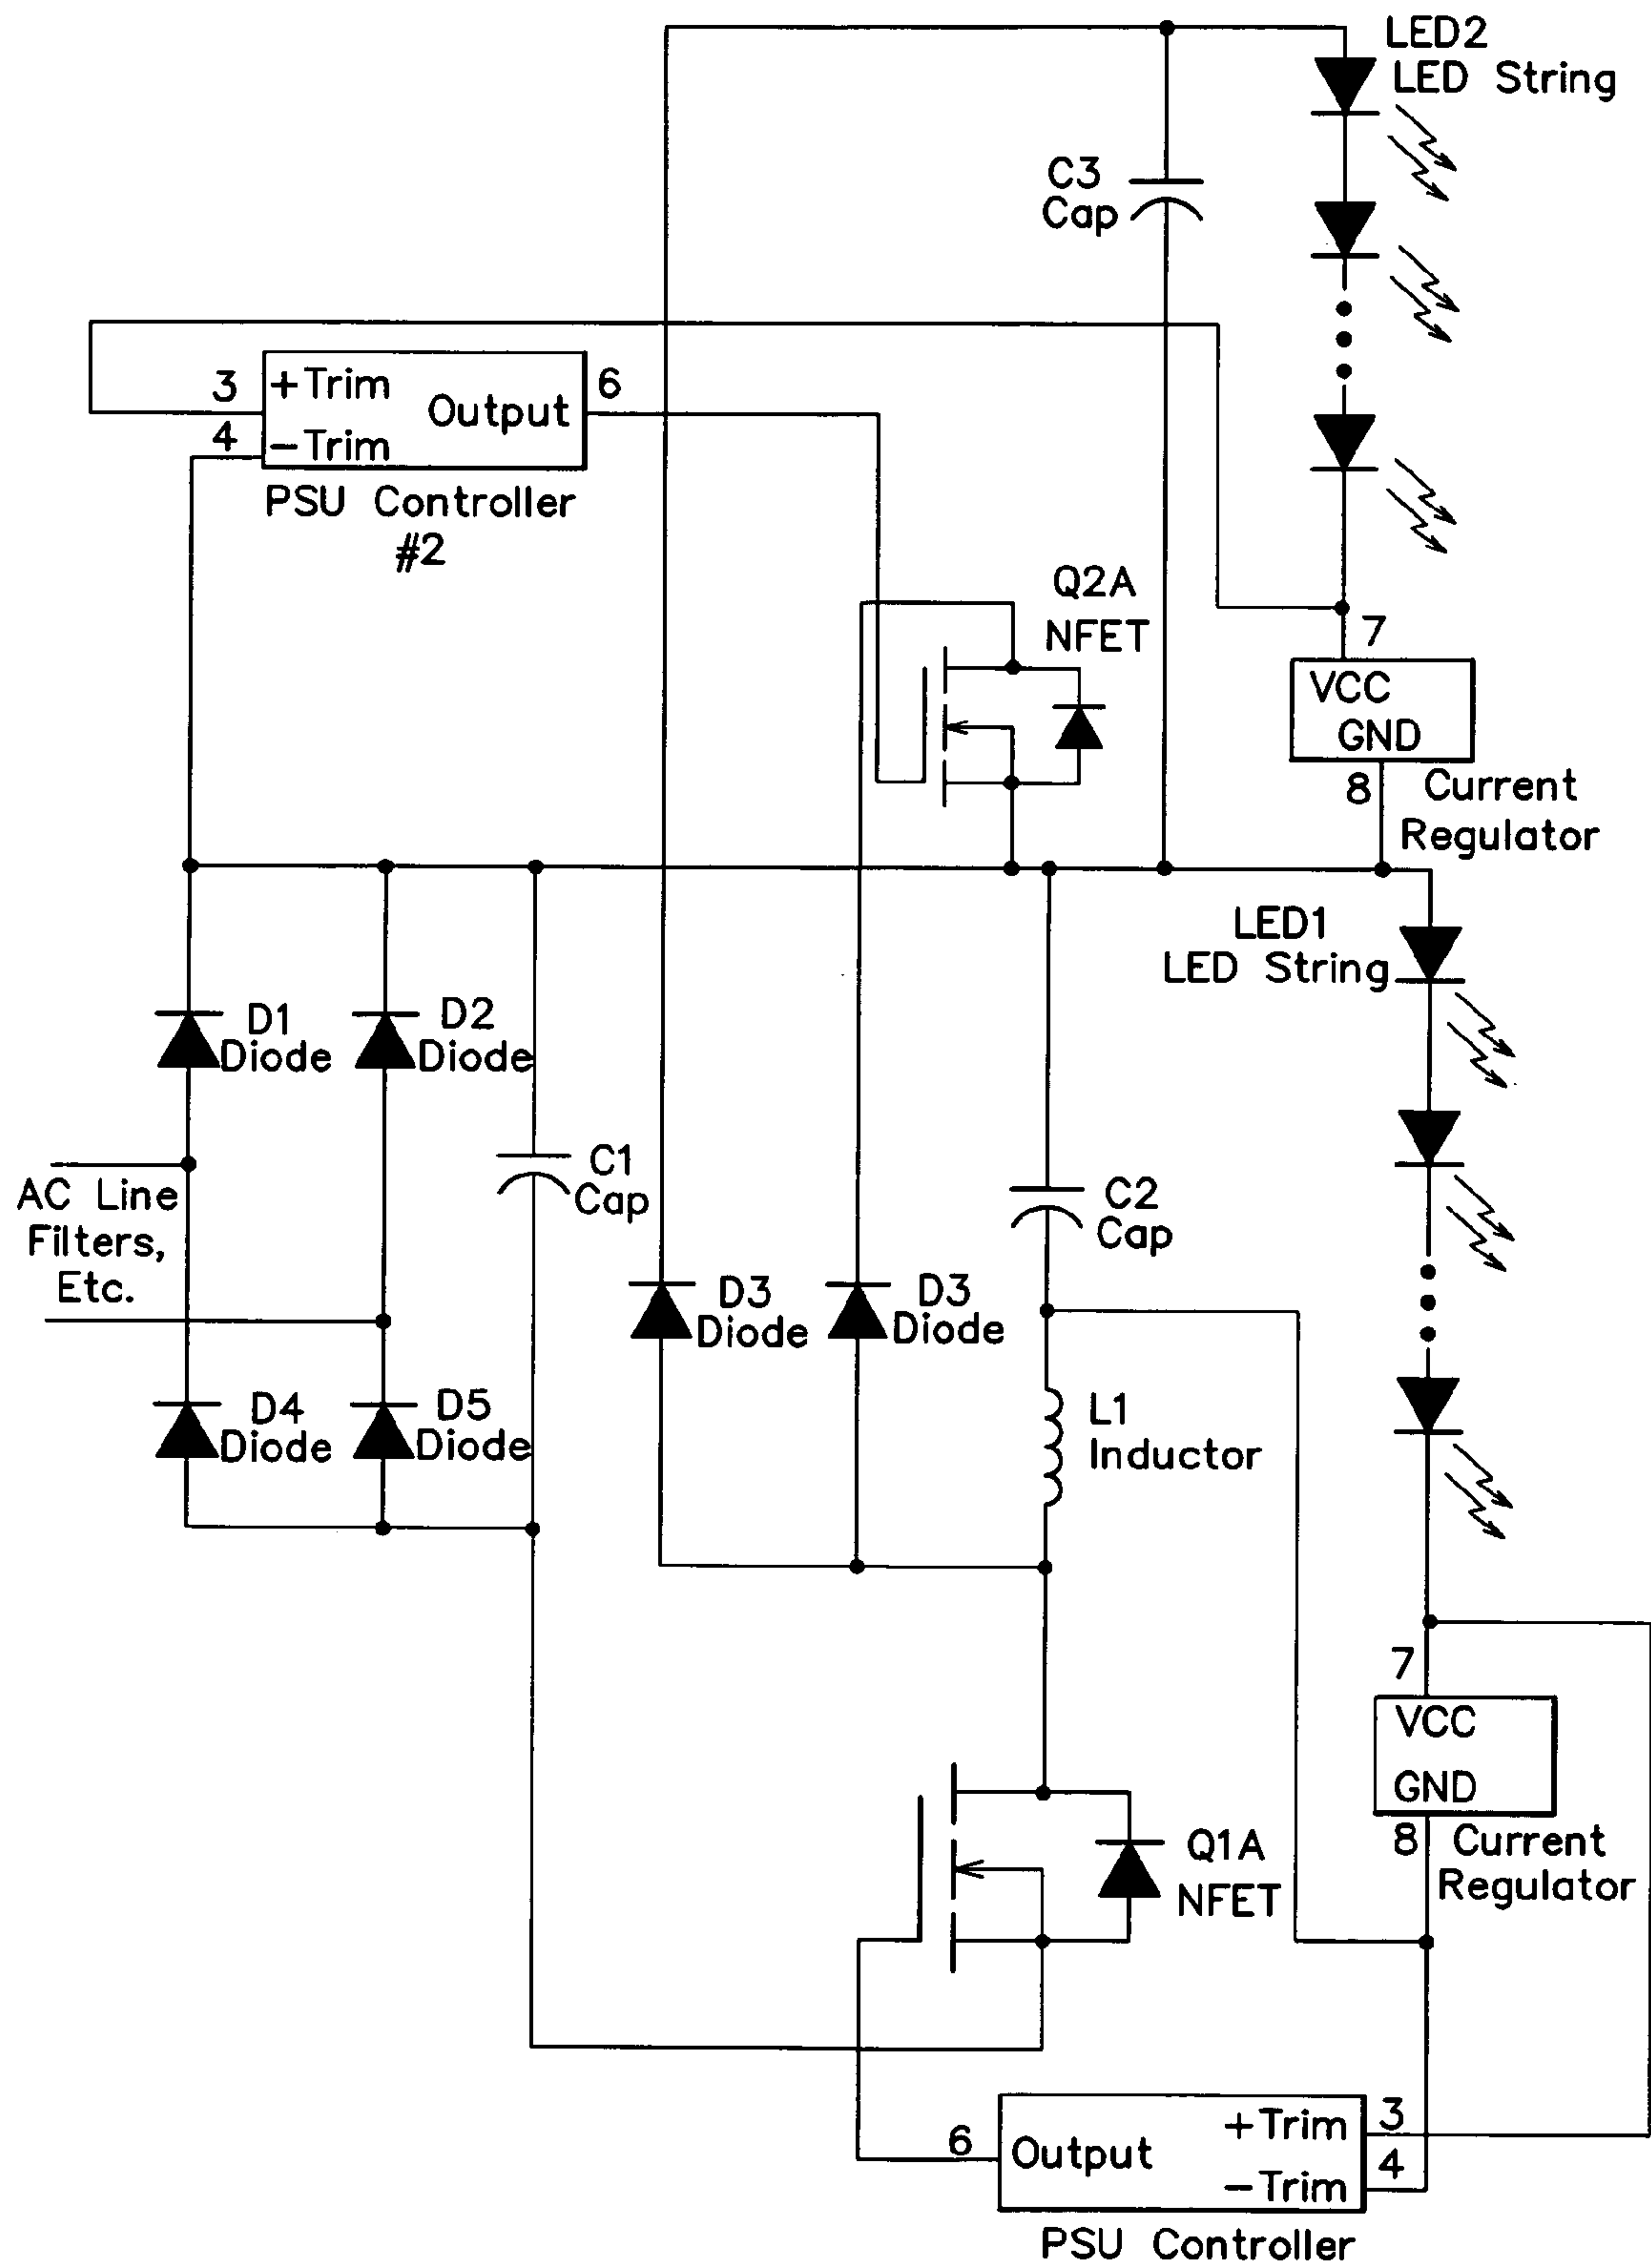 LED2
LED String
C3
Cap
3
+Trim
6
Output
4
-Trim
PSU Controller
#2
Q2A
NFET
7
VCC
GND
8
Current
Regulator
LED1
LED String
D1
Diode
D2
Diode
C1
Cap
AC Line
Filters,
Etc.
C2
Cap
D3
Diode
D3
Diode
D4
Diode
D5
Diode
L1
Inductor
7
VCC
GND
8
Current
Regulator
Q1A
NFET
6
Output
+Trim
3
-Trim
4
PSU Controller